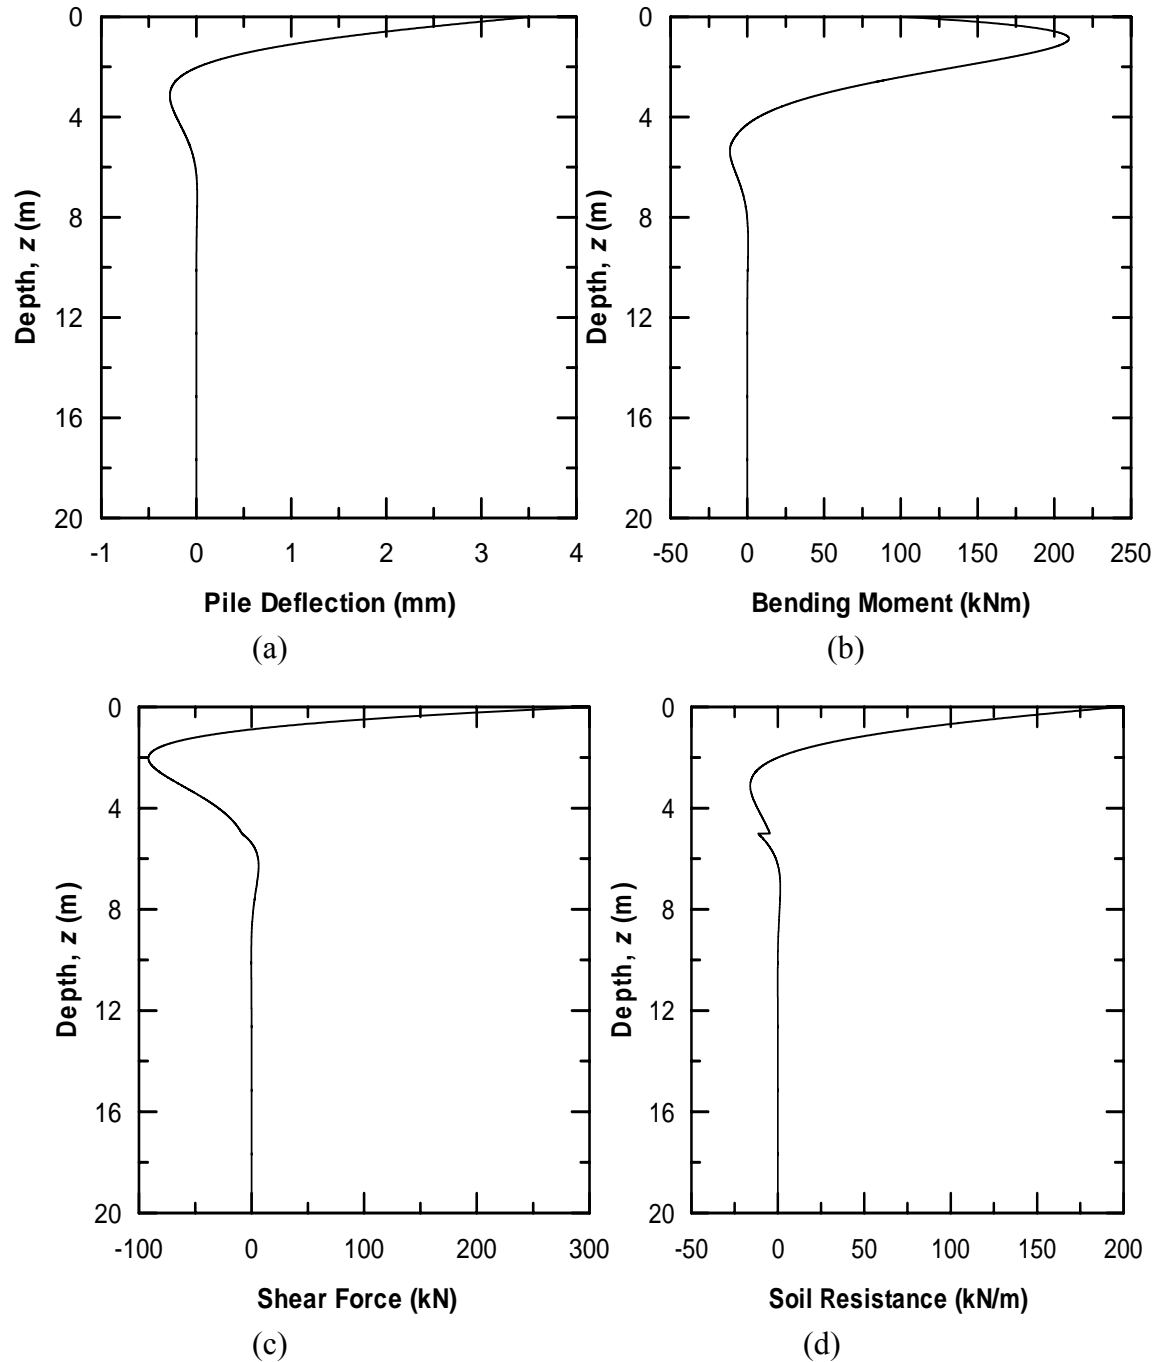 0
4
8
12
16
20
Depth, z (m)
-1 0 1 2 3 4
Pile Deflection (mm)
(a)
0
4
8
12
16
20
Depth, z (m)
-50 0 50 100 150 200 250
Bending Moment (kNm)
(b)
0
4
8
12
16
20
Depth, z (m)
-100 0 100 200 300
Shear Force (kN)
(c)
0
4
8
12
16
20
Depth, z (m)
-50 0 50 100 150 200
Soil Resistance (kN/m)
(d)